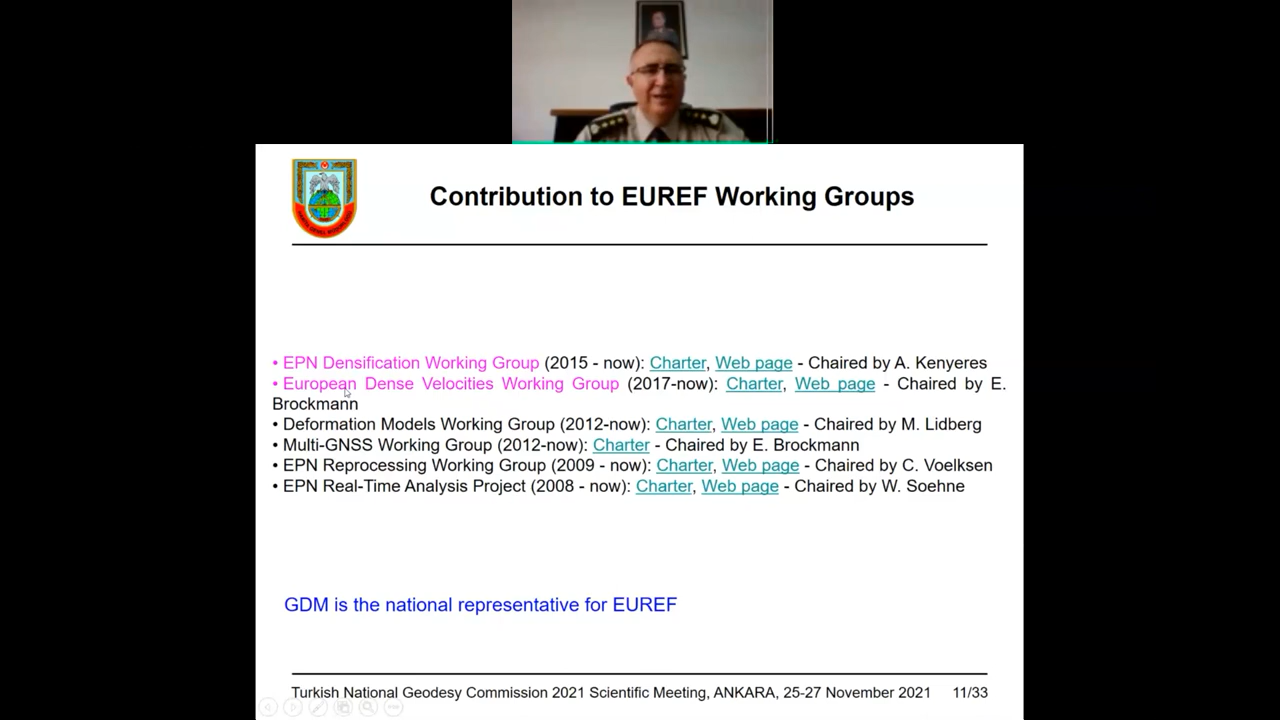 Contribution to EUREF Working Groups
• EPN Densification Working Group (2015 - now): Charter, Web page - Chaired by A. Kenyeres
• European Dense Velocities Working Group (2017-now): Charter, Web page - Chaired by E.
Brockmann
• Deformation Models Working Group (2012-now): Charter, Web page - Chaired by M. Lidberg
• Multi-GNSS Working Group (2012-now): Charter - Chaired by E. Brockmann
• EPN Reprocessing Working Group (2009 - now): Charter, Web page - Chaired by C. Voelksen
• EPN Real-Time Analysis Project (2008 - now): Charter, Web page - Chaired by W. Soehne
GDM is the national representative for EUREF
Turkish National Geodesy Commission 2021 Scientific Meeting, ANKARA, 25-27 November 2021 11/33